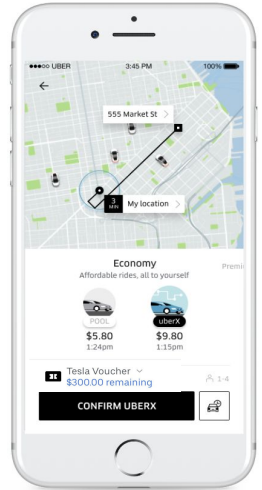 ●●●○○ UBER 3:45 PM 100%
555 Market St
3 MIN My location
Economy
Premi
Affordable rides, all to yourself
POOL uberX
$5.80 $9.80
1:24pm 1:15pm
Tesla Voucher
$300.00 remaining
1-4
CONFIRM UBERX